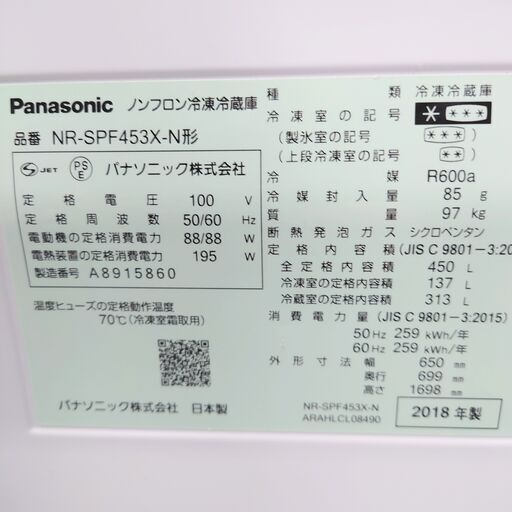 Panasonic ノンフロン冷凍冷蔵庫
品番 NR-SPF453X-N形
S JET PS E パナソニック株式会社
定格電圧 100 V
定格周波数 50/60 Hz
電動機の定格消費電力 88/88 W
電熱装置の定格消費電力 195 W
製造番号 A8915860
温度ヒューズの定格動作温度
70℃(冷凍室霜取用)
パナソニック株式会社 日本製
種類 冷凍冷蔵庫
冷凍室の記号 * ***
(製氷室の記号 ***)
(上段冷凍室の記号 ***)
冷媒 R600a
冷媒封入量 85 g
質量 97 kg
断熱発泡ガス シクロペンタン
定格内容積 (JIS C 9801-3:20
全定格内容積 450 L
冷凍室の定格内容積 137 L
冷蔵室の定格内容積 313 L
消費電力量 (JIS C 9801-3:2015)
50Hz 259 kWh/年
60Hz 259 kWh/年
外形寸法 幅 650 mm
奥行 699 mm
高さ 1698 mm
NR-SPF453X-N
ARAHLCL08490
2018年製